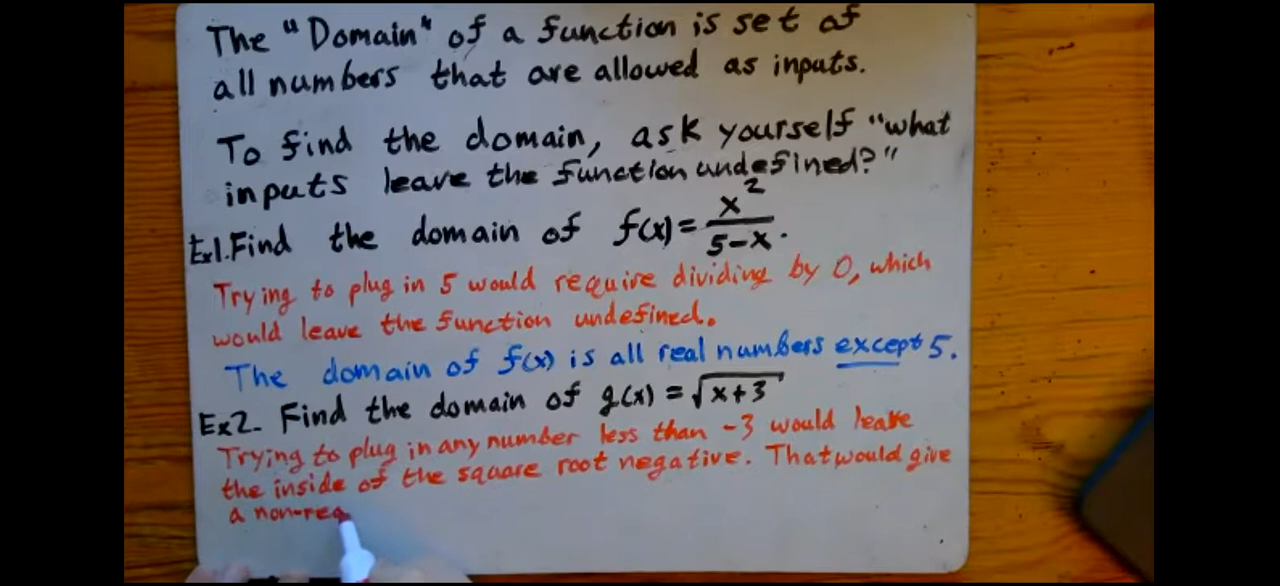 The "Domain" of a function is set of
all numbers that are allowed as inputs.
To find the domain, ask yourself "what
inputs leave the function undefined?"
Ex1. Find the domain of f(x) = x²/(5-x).
Trying to plug in 5 would require dividing by 0, which
would leave the function undefined.
The domain of f(x) is all real numbers except 5.
Ex2. Find the domain of g(x) = √(x+3)
Trying to plug in any number less than -3 would leave
the inside of the square root negative. That would give
a non-rea